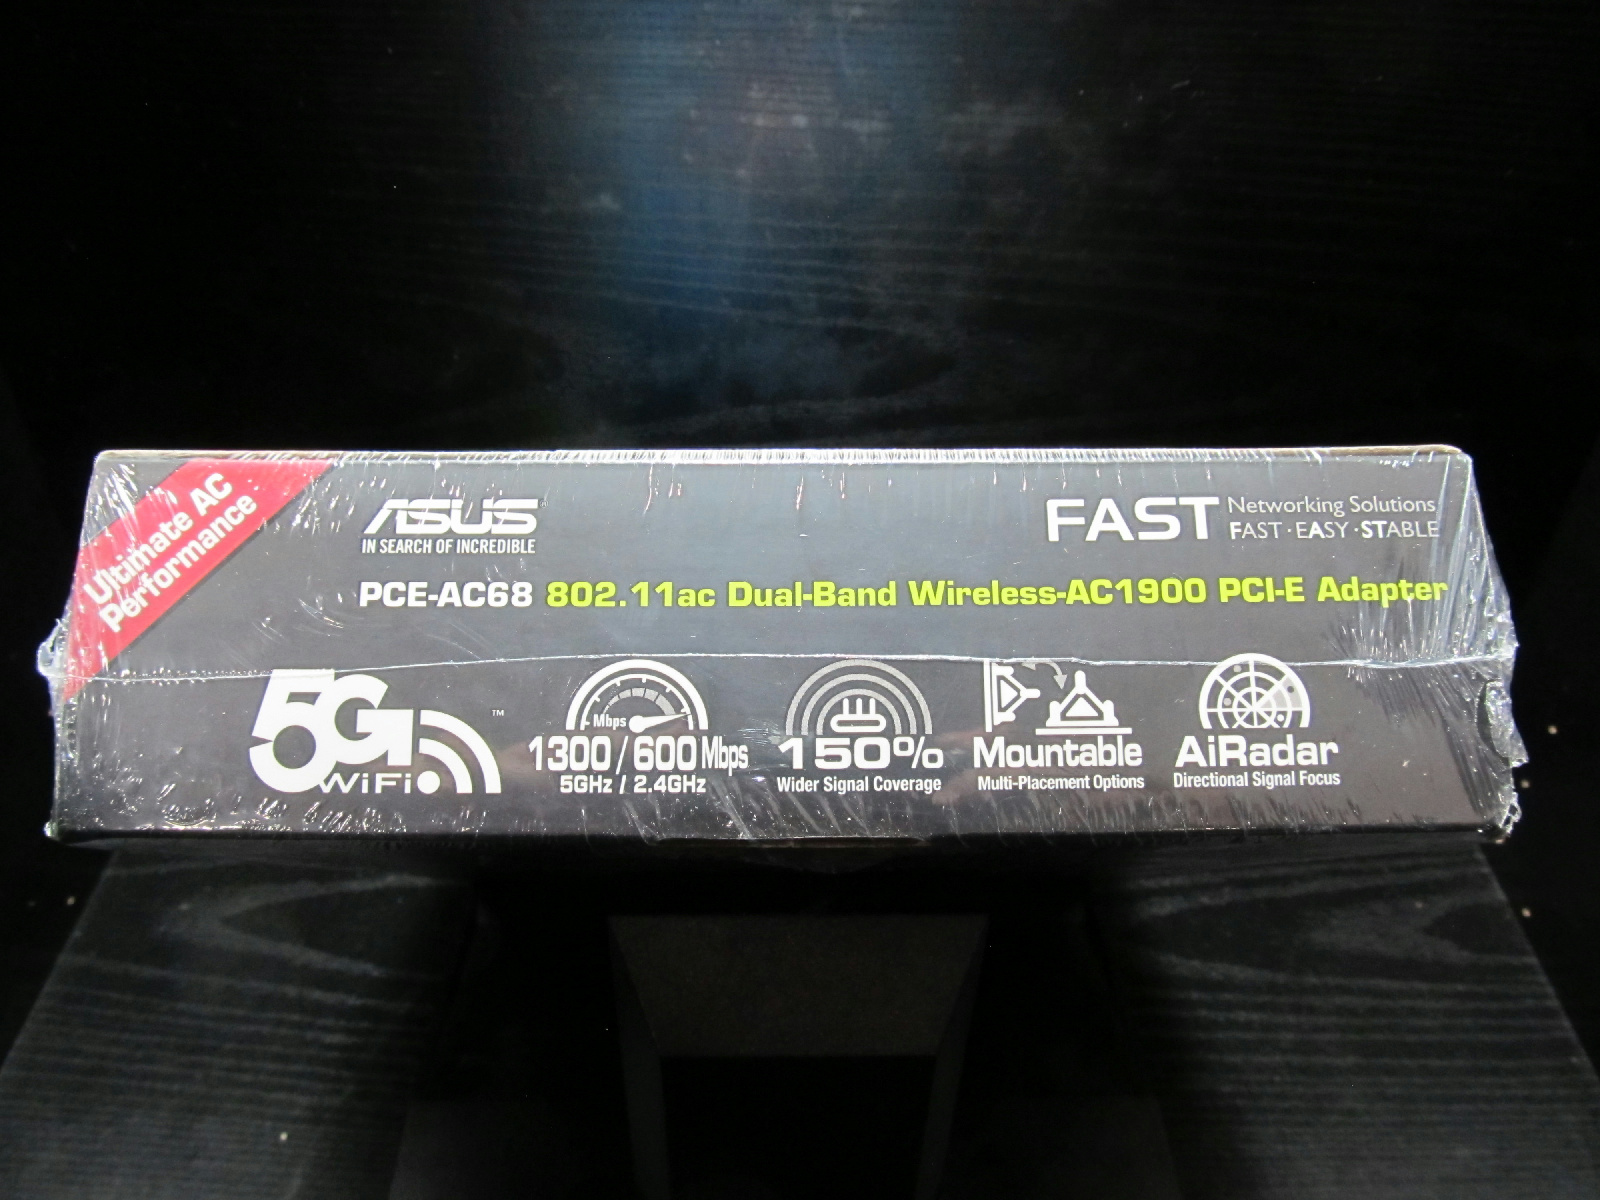 Ultimate AC
Performance
ASUS
IN SEARCH OF INCREDIBLE
FAST Networking Solutions
FAST · EASY · STABLE
PCE-AC68 802.11ac Dual-Band Wireless-AC1900 PCI-E Adapter
5G WiFi ™
Mbps
1300 / 600 Mbps
5GHz / 2.4GHz
150%
Wider Signal Coverage
Mountable
Multi-Placement Options
AiRadar
Directional Signal Focus